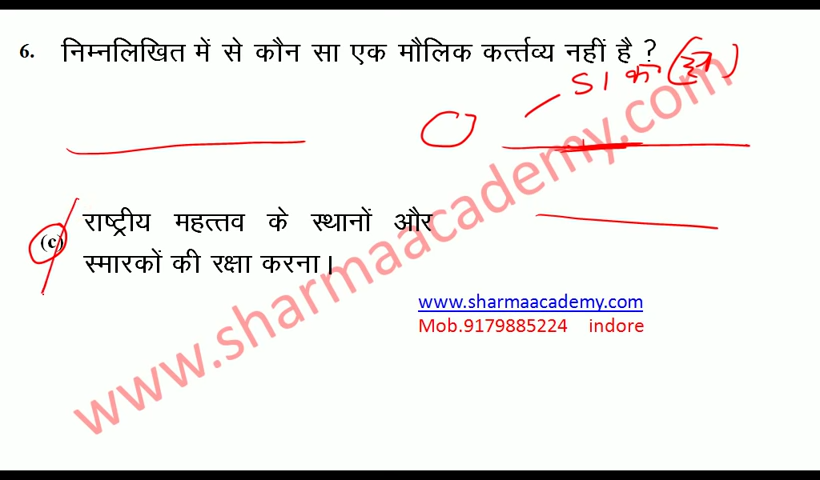 6. निम्नलिखित में से कौन सा एक मौलिक कर्त्तव्य नहीं है ?
51 क
(c) राष्ट्रीय महत्तव के स्थानों और
स्मारकों की रक्षा करना।
www.sharmaacademy.com
www.sharmaacademy.com
Mob.9179885224 indore